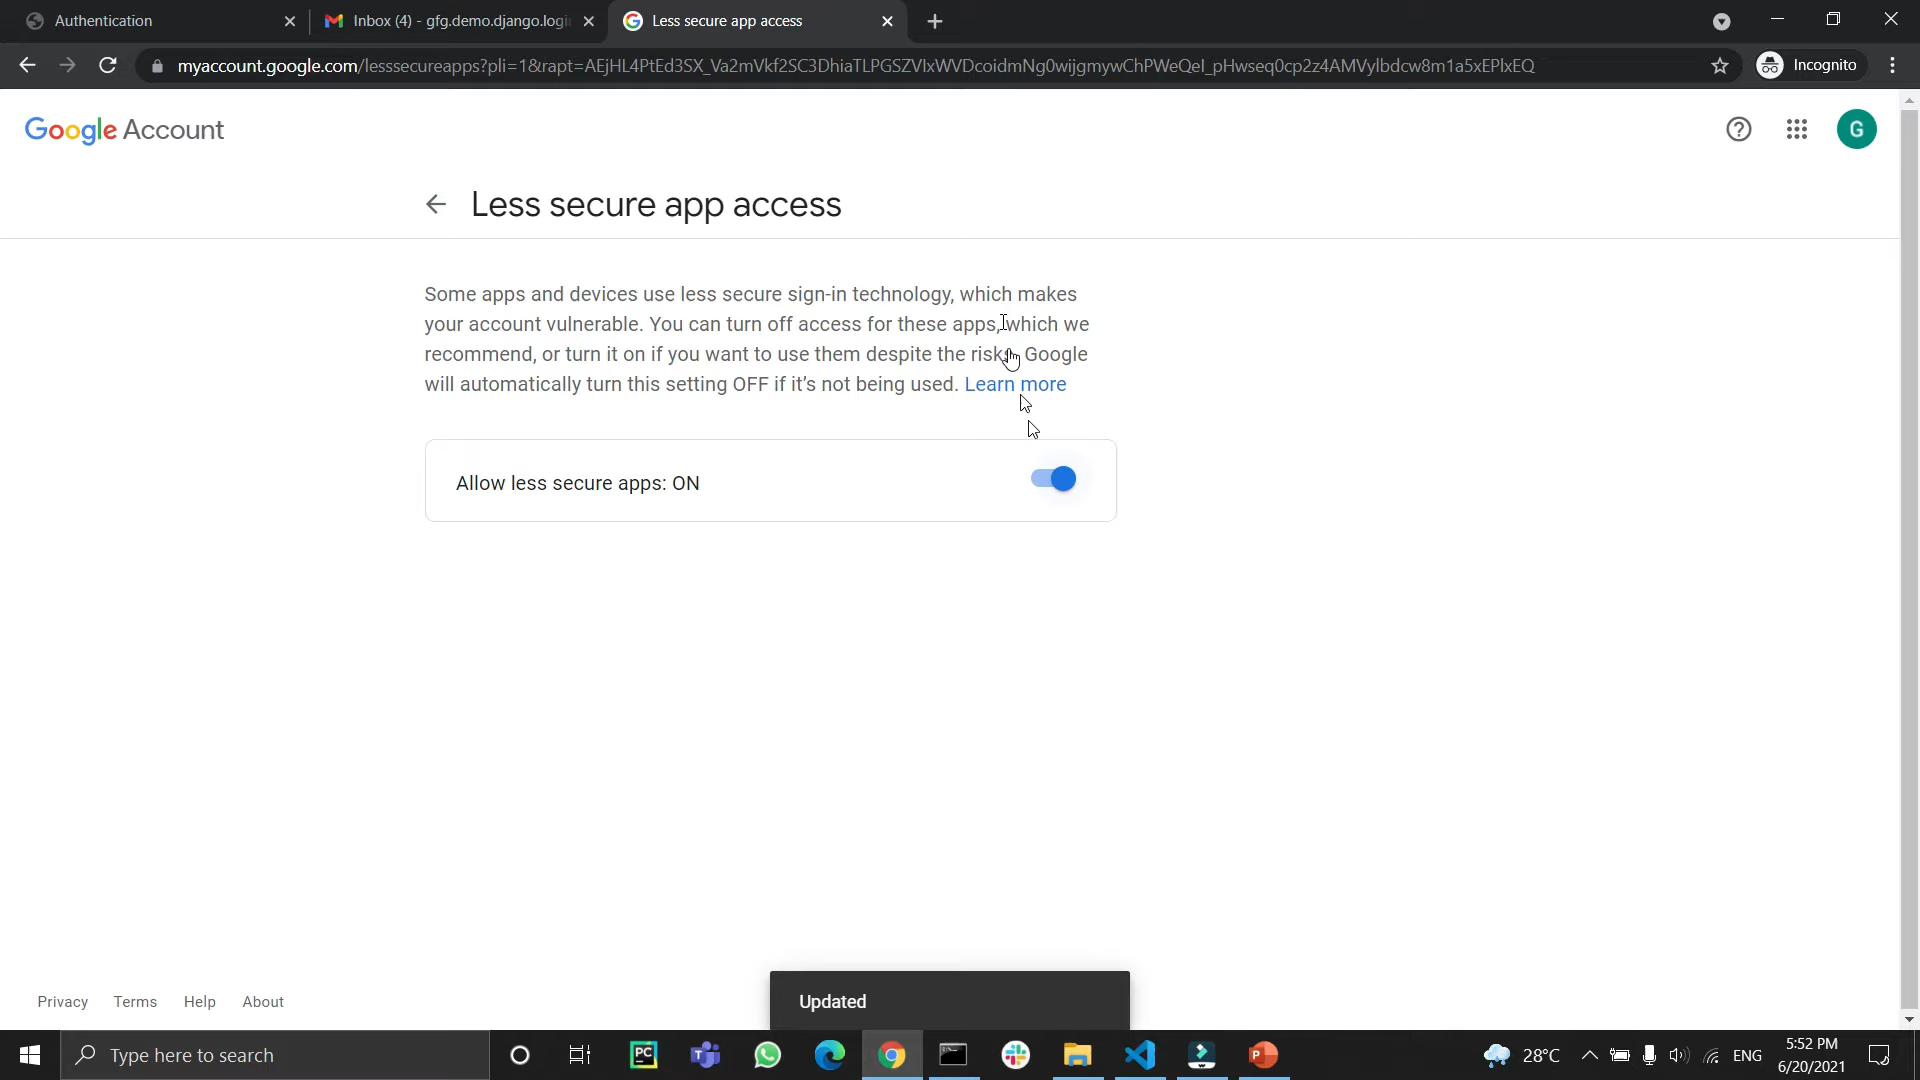 Authentication
Inbox (4) - gfg.demo.django.logi
Less secure app access
myaccount.google.com/lesssecureapps?pli=1&rapt=AEjHL4PtEd3SX_Va2mVkf2SC3DhiaTLPGSZVlxWVDcoidmNg0wijgmywChPWeQel_pHwseq0cp2z4AMVylbdcw8m1a5xEPlxEQ
Incognito
Google Account
G
Less secure app access
Some apps and devices use less secure sign-in technology, which makes
your account vulnerable. You can turn off access for these apps, which we
recommend, or turn it on if you want to use them despite the risks. Google
will automatically turn this setting OFF if it's not being used. Learn more
Allow less secure apps: ON
Privacy Terms Help About
Updated
Type here to search
PC
T
P
28°C
ENG
5:52 PM
6/20/2021